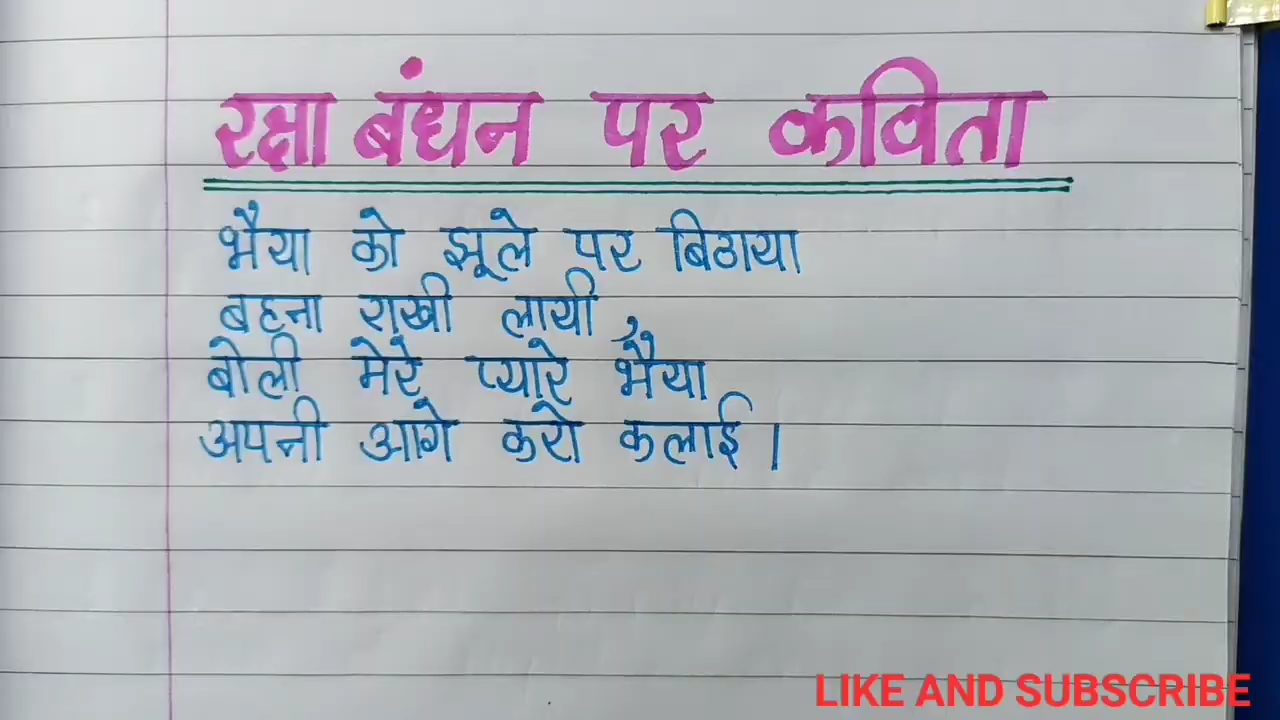 रक्षा बंधन पर कविता
भैया को झूले पर बिठाया
बहना राखी लायी
बोली मेरे प्यारे भैया
अपनी आगे करो कलाई।
LIKE AND SUBSCRIBE